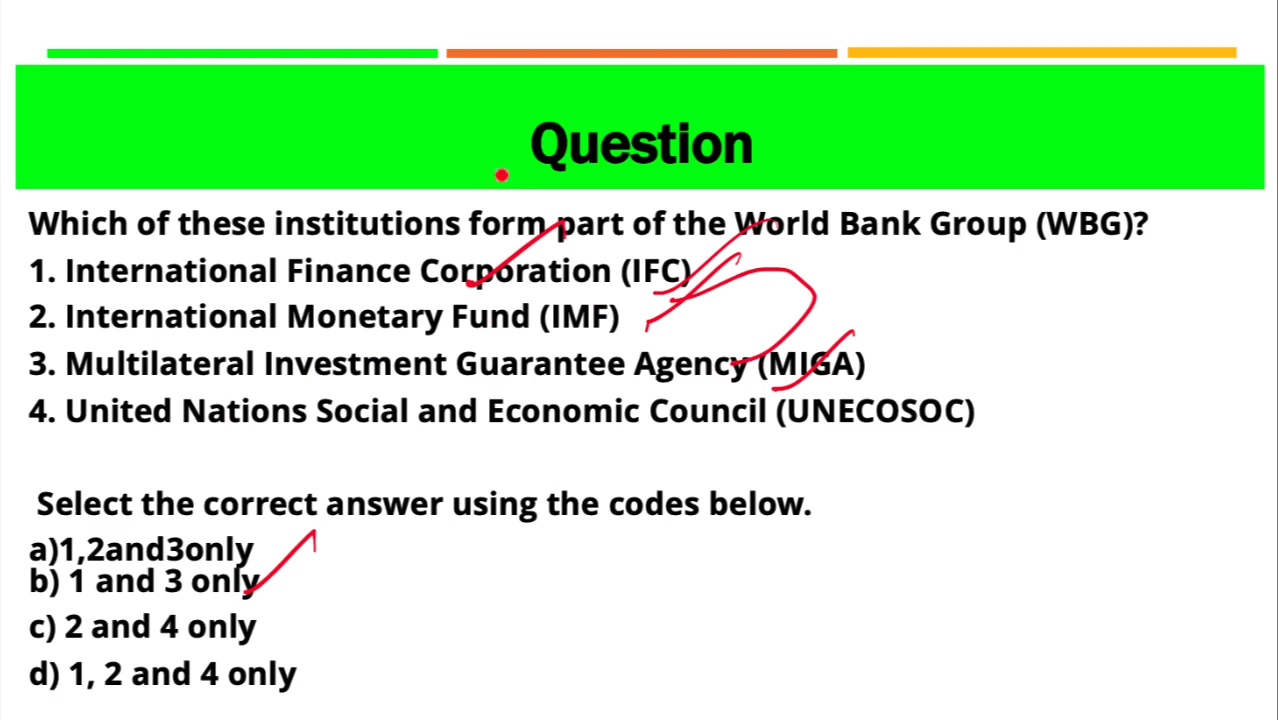 Question
Which of these institutions form part of the World Bank Group (WBG)?
1. International Finance Corporation (IFC)
2. International Monetary Fund (IMF)
3. Multilateral Investment Guarantee Agency (MIGA)
4. United Nations Social and Economic Council (UNECOSOC)
Select the correct answer using the codes below.
a)1,2and3only
b) 1 and 3 only
c) 2 and 4 only
d) 1, 2 and 4 only